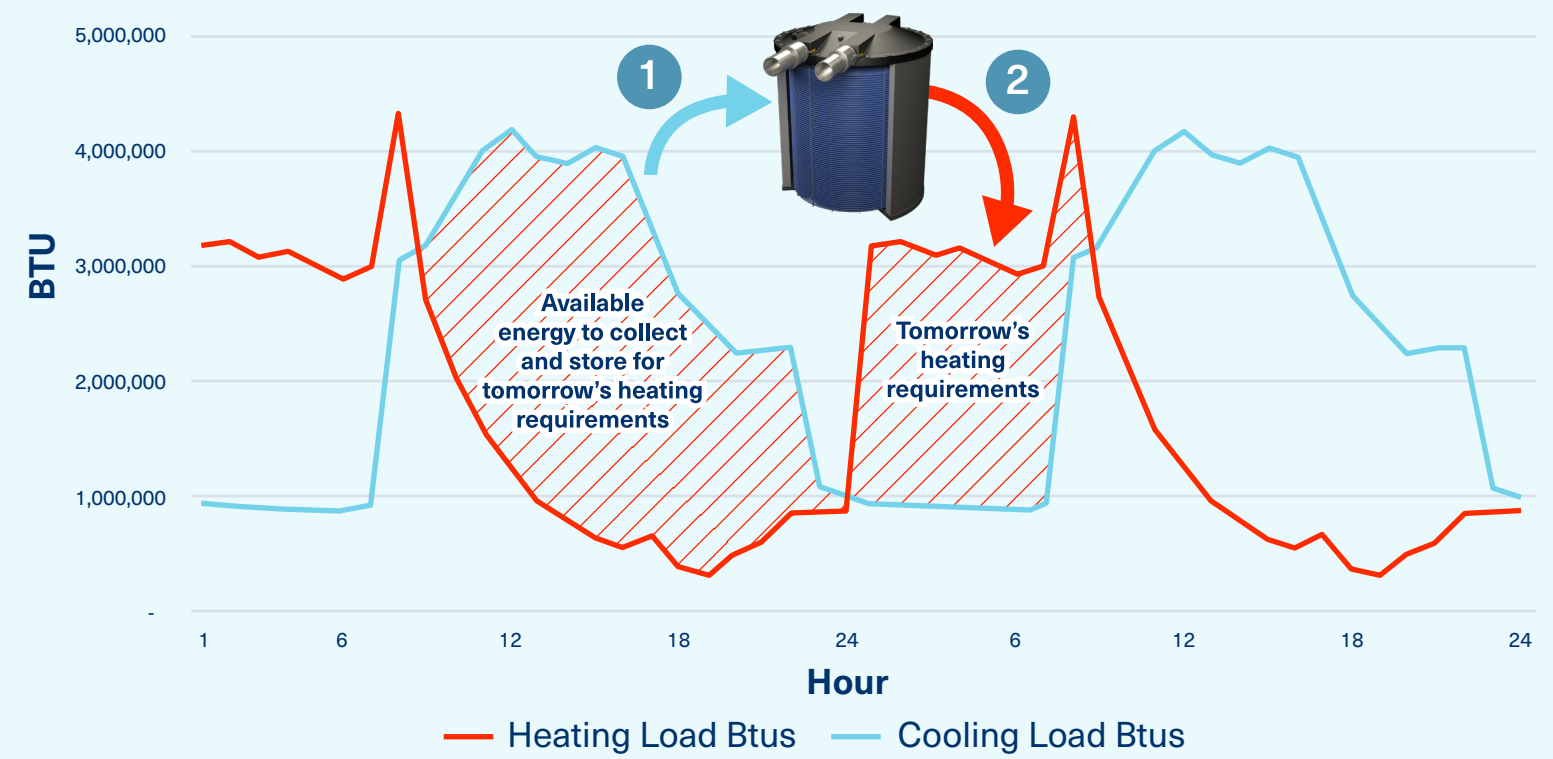 5,000,000
4,000,000
3,000,000
2,000,000
1,000,000
-
BTU
1
2
Available
energy to collect
and store for
tomorrow's heating
requirements
Tomorrow's
heating
requirements
1 6 12 18 24 6 12 18 24
Hour
Heating Load Btus Cooling Load Btus